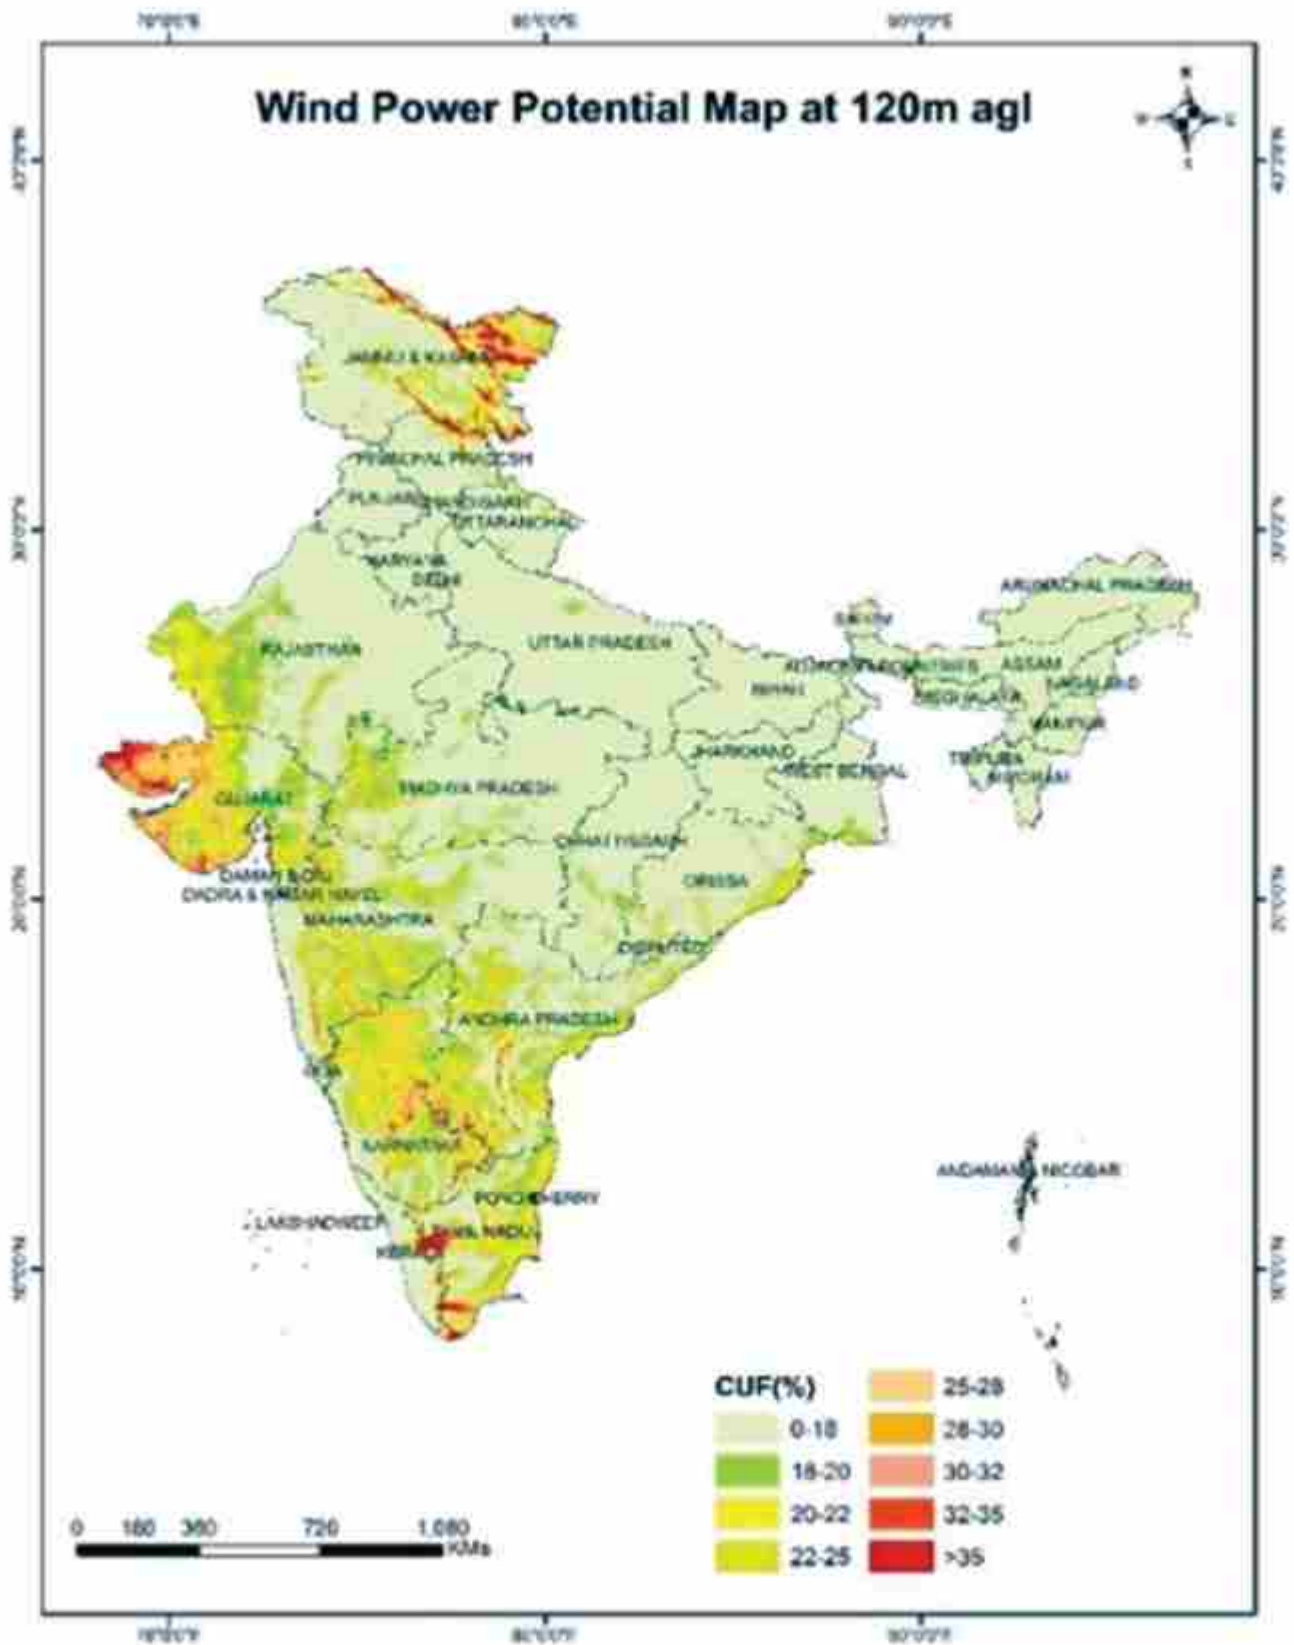 Wind Power Potential Map at 120m agl
JAMMU & KASHMIR
HIMACHAL PRADESH
PUNJAB
CHANDIGARH
UTTARANCHAL
HARYANA
DELHI
ARUNACHAL PRADESH
SIKKIM
RAJASTHAN
UTTAR PRADESH
ASSAM
BIHAR
NAGALAND
MEGHALAYA
MANIPUR
JHARKHAND
TRIPURA
WEST BENGAL
MIZORAM
GUJARAT
MADHYA PRADESH
CHHATTISGARH
DAMAN & DIU
ORISSA
DADRA & NAGAR HAVELI
MAHARASHTRA
DISPUTED
ANDHRA PRADESH
GOA
KARNATAKA
ANDAMAN & NICOBAR
PONDICHERRY
LAKSHADWEEP
TAMIL NADU
KERALA
CUF(%)
0-18
18-20
20-22
22-25
25-28
28-30
30-32
32-35
>35
0 180 360 720 1,080
KMs